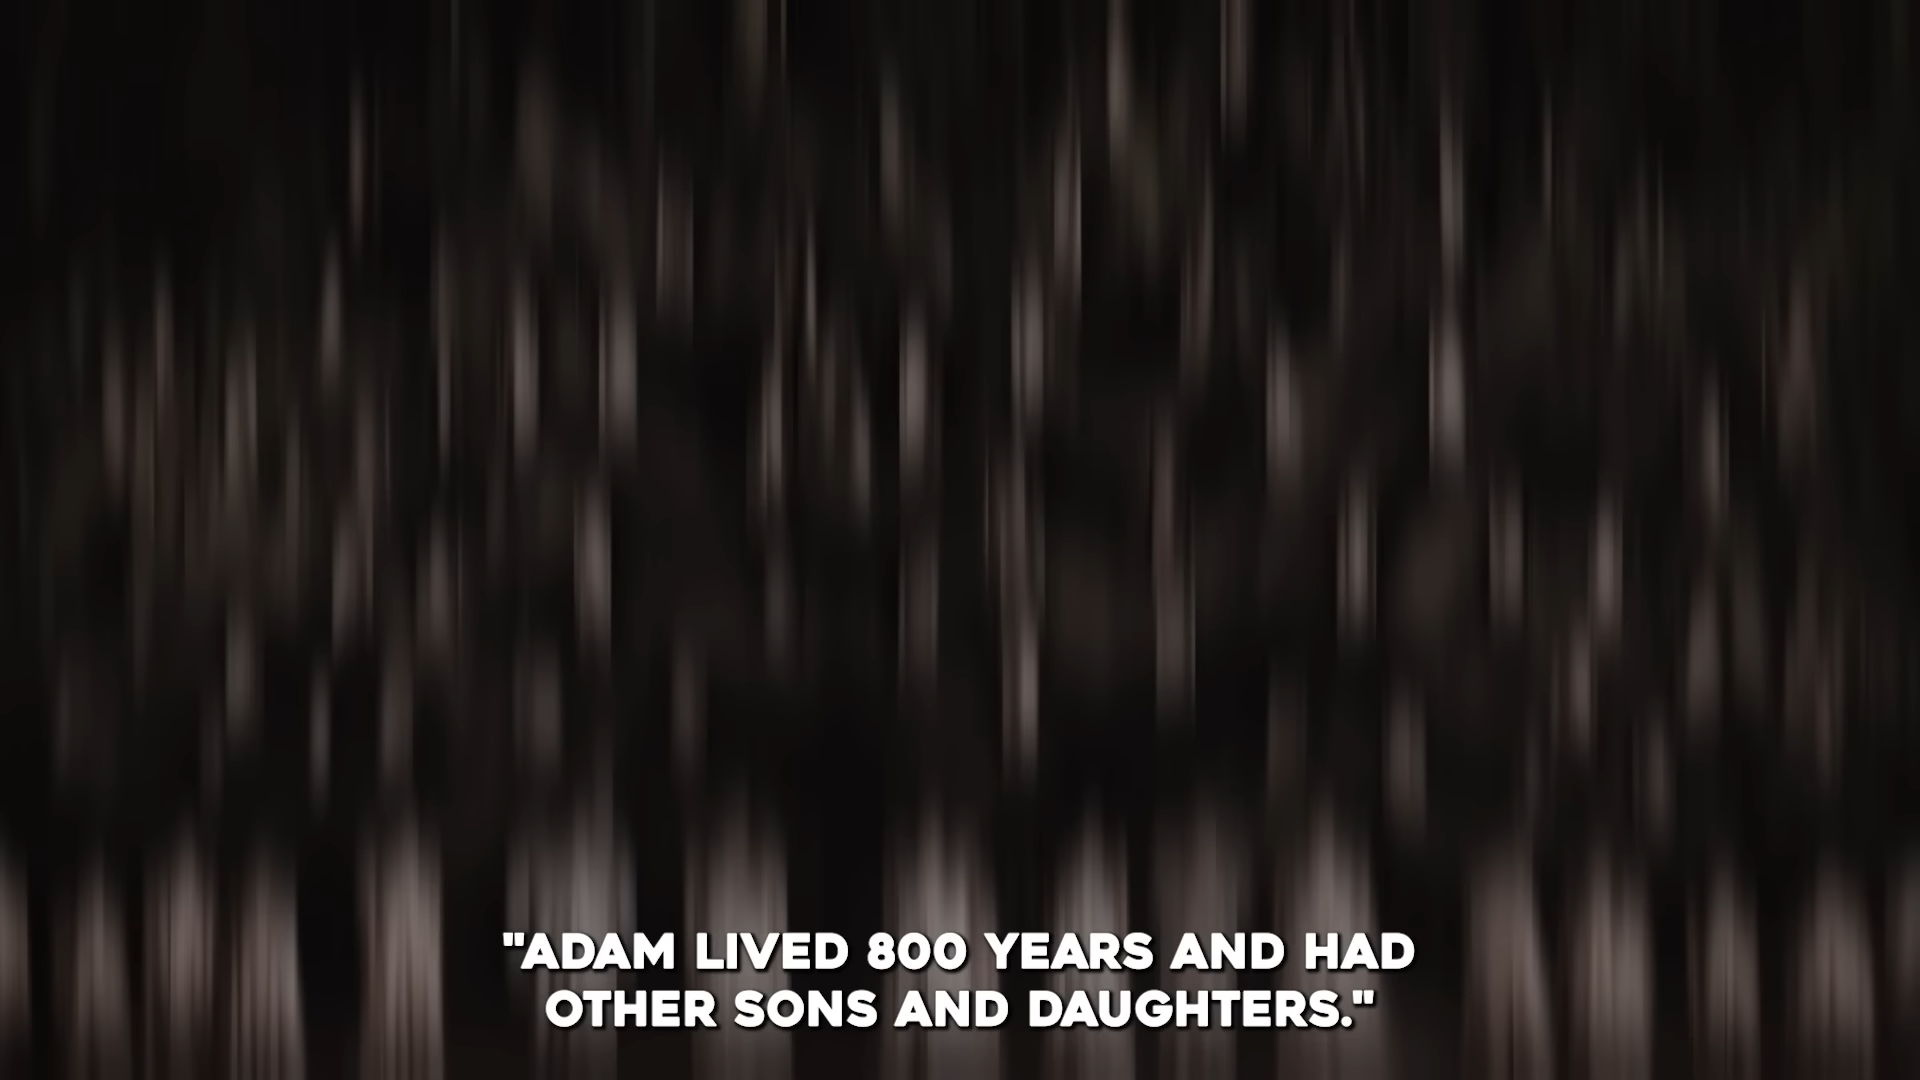 "ADAM LIVED 800 YEARS AND HAD
OTHER SONS AND DAUGHTERS."